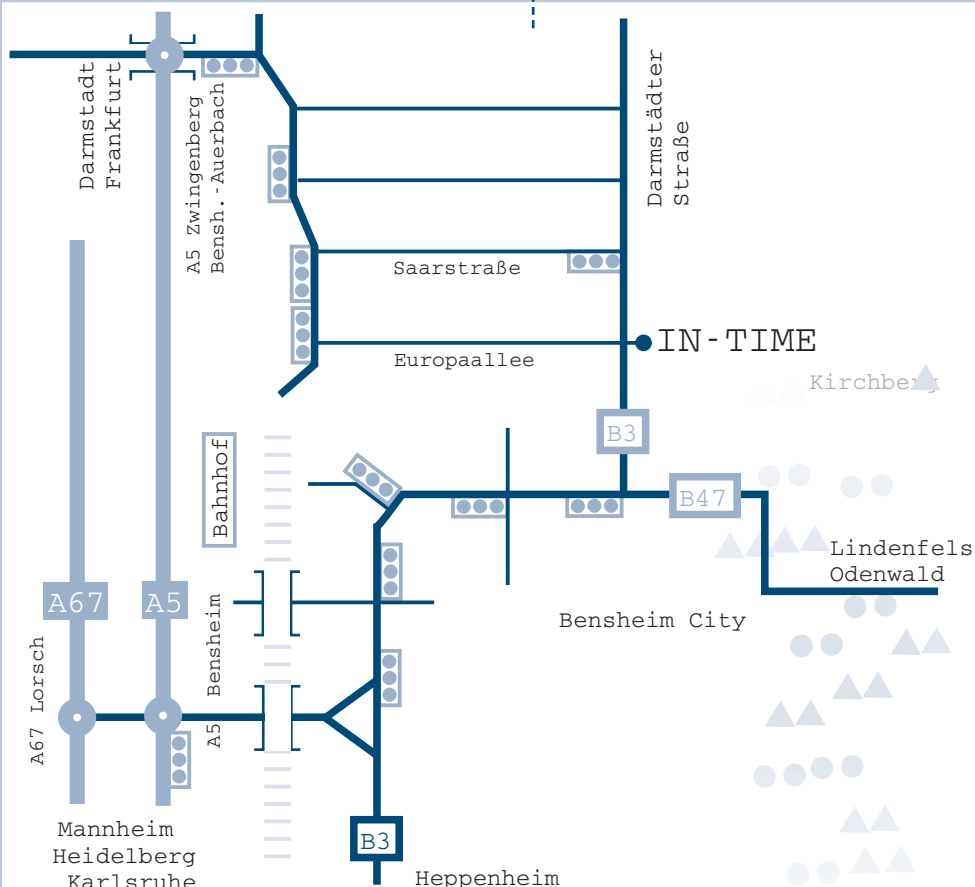 Darmstadt
Frankfurt
A5 Zwingenberg
Bensh.-Auerbach
Darmstädter
Straße
Saarstraße
Europaallee
IN-TIME
Kirchberg
B3
Bahnhof
B47
Lindenfels
Odenwald
A67
A5
Bensheim City
A67 Lorsch
A5 Bensheim
Mannheim
Heidelberg
Karlsruhe
B3
Heppenheim